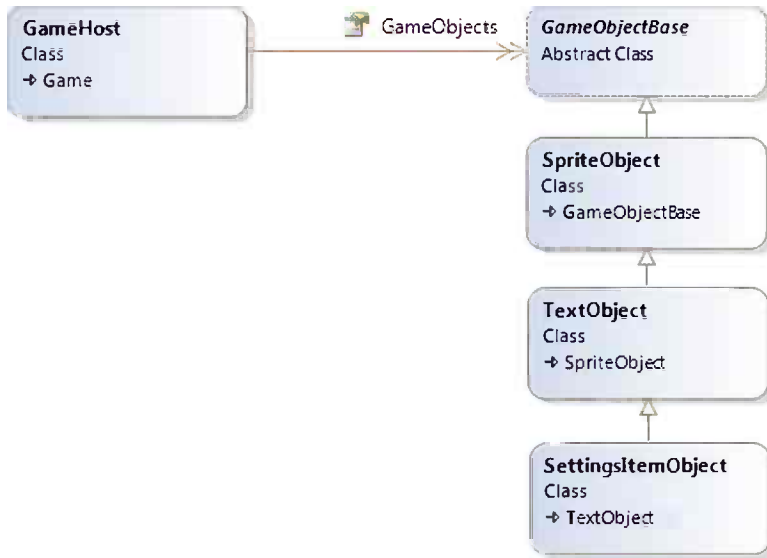 GameHost
Class
→ Game
GameObjects
GameObjectBase
Abstract Class
SpriteObject
Class
→ GameObjectBase
TextObject
Class
→ SpriteObject
SettingsItemObject
Class
→ TextObject